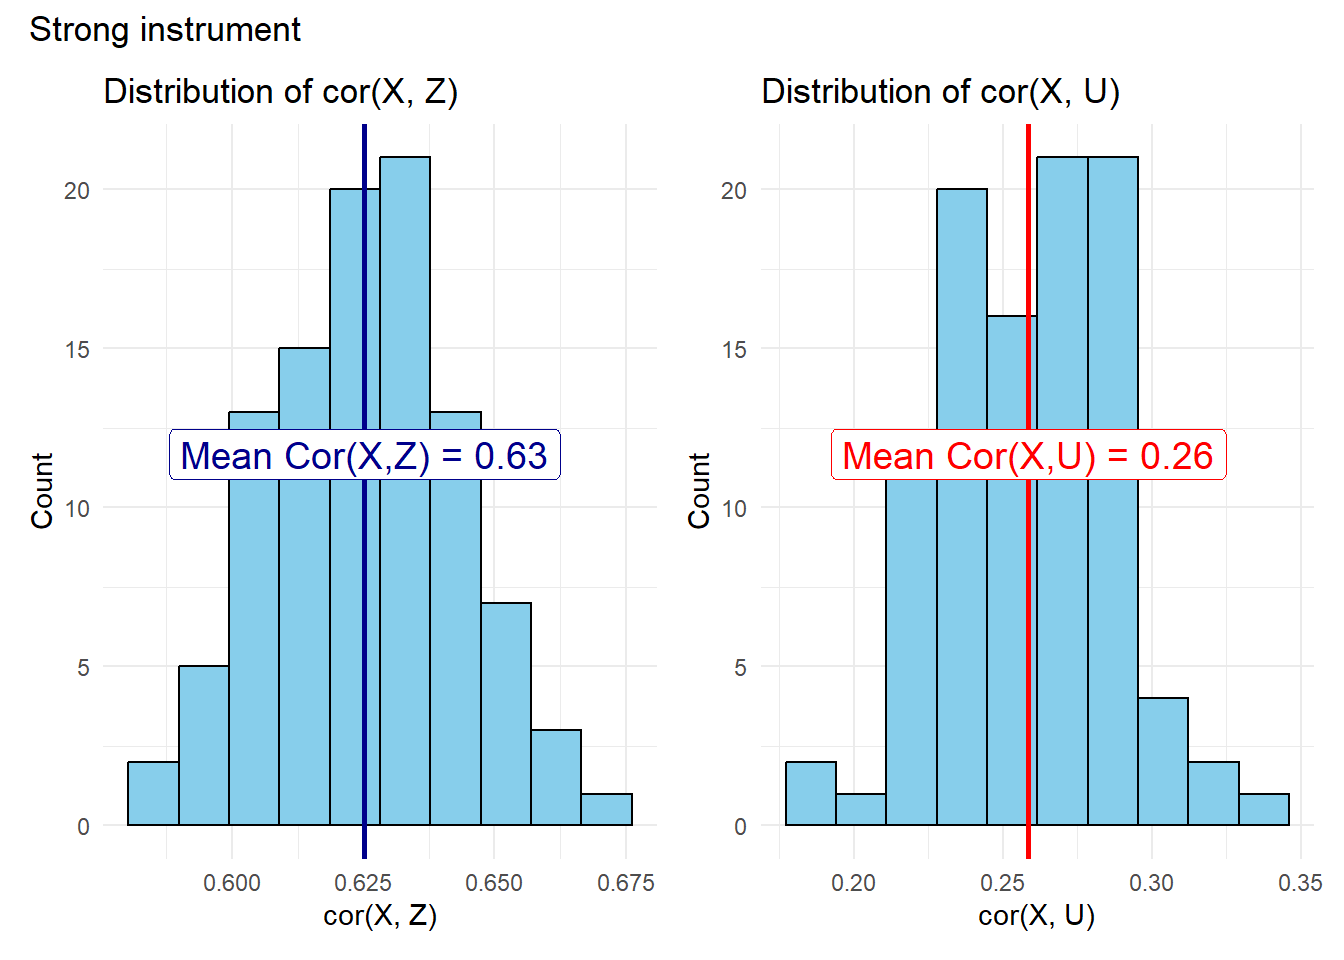 Strong instrument
Distribution of cor(X, Z)
20
15
10
5
0
Count
Mean Cor(X,Z) = 0.63
0.600
0.625
0.650
0.675
cor(X, Z)
Distribution of cor(X, U)
20
15
10
5
0
Count
Mean Cor(X,U) = 0.26
0.20
0.25
0.30
0.35
cor(X, U)